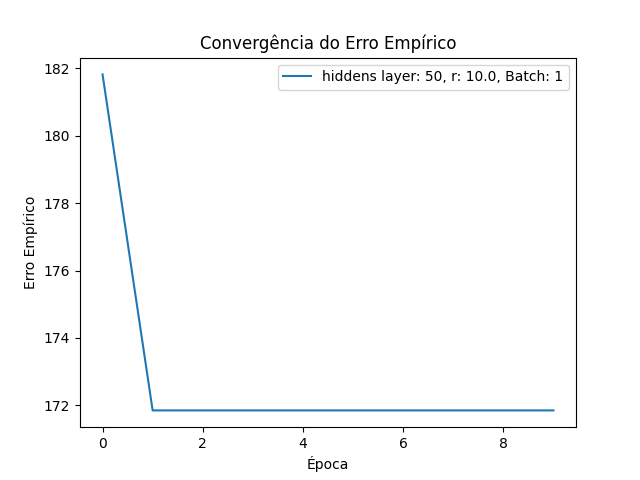 Convergência do Erro Empírico
hiddens layer: 50, r: 10.0, Batch: 1
Erro Empírico
182
180
178
176
174
172
0 2 4 6 8
Época